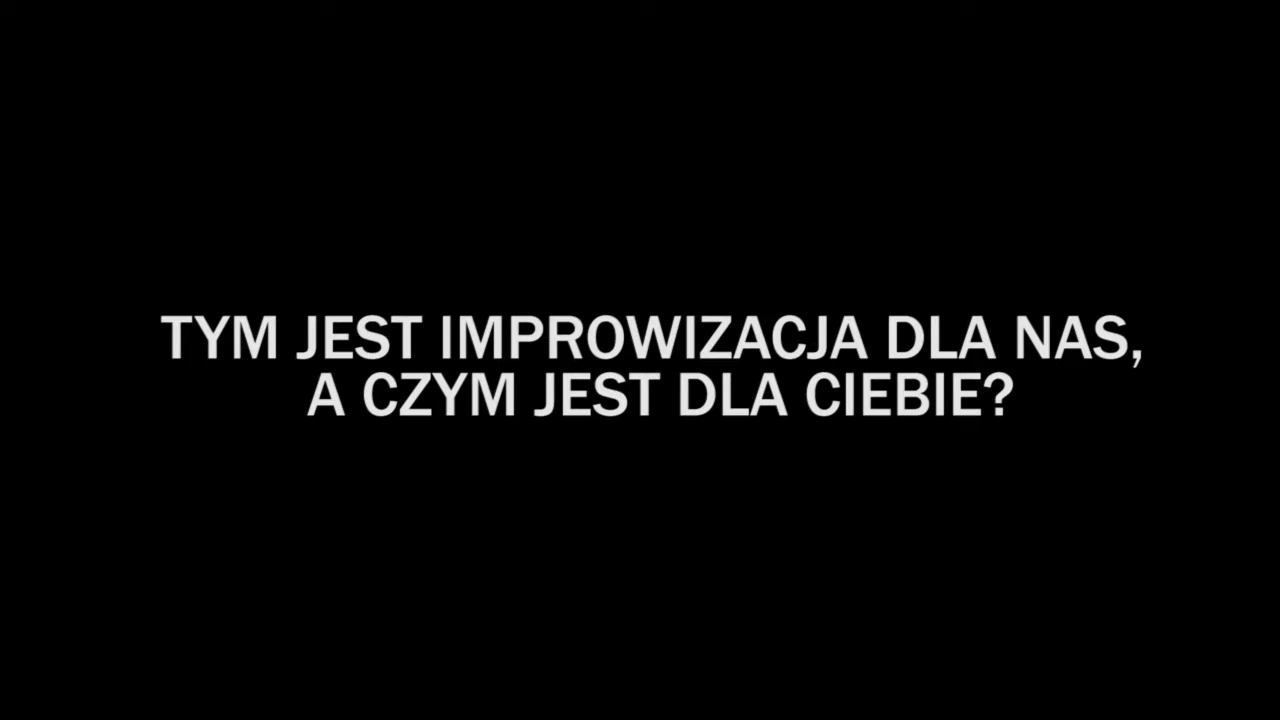 TYM JEST IMPROWIZACJA DLA NAS,
A CZYM JEST DLA CIEBIE?